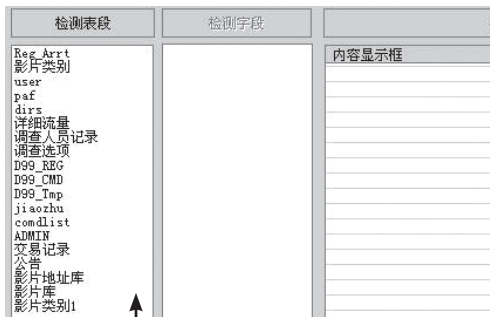 检测表段
检测字段
内容显示框
Reg_Arrt
影片类别
user
paf
dirs
详细流量
调查人员记录
调查选项
D99_REG
D99_CMD
D99_Tmp
jiaozhu
comdlist
ADMIN
交易记录
公告
影片地址库
影片库
影片类别1